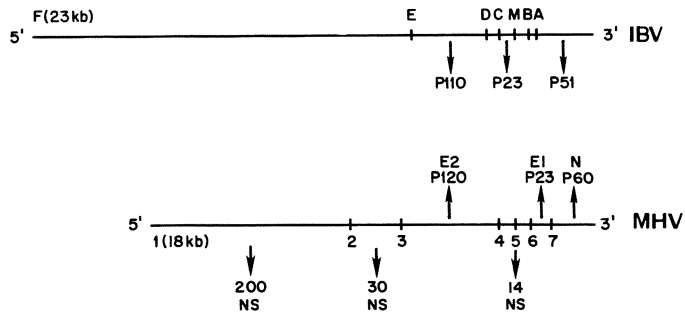 F(23kb) E D C M B A
5' 3' IBV
P110 P23 P51
E2 E1 N
P120 P23 P60
5' 3' MHV
1(18kb) 2 3 4 5 6 7
200 30 14
NS NS NS